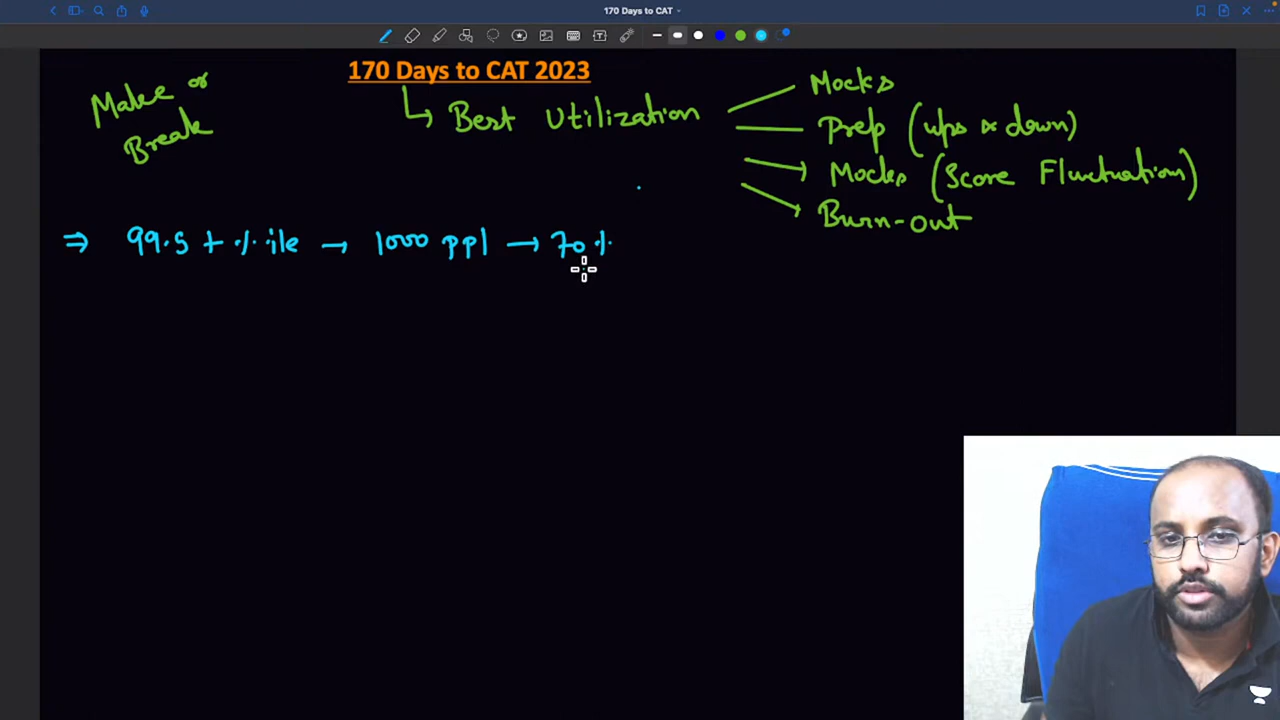 170 Days to CAT
170 Days to CAT 2023
Make or
Break
Best Utilization
Mocks
Prep (ups & down)
Mocks (Score Fluctuation)
Burn-out
⇒ 99.5 + %ile → 1000 ppl → 70%